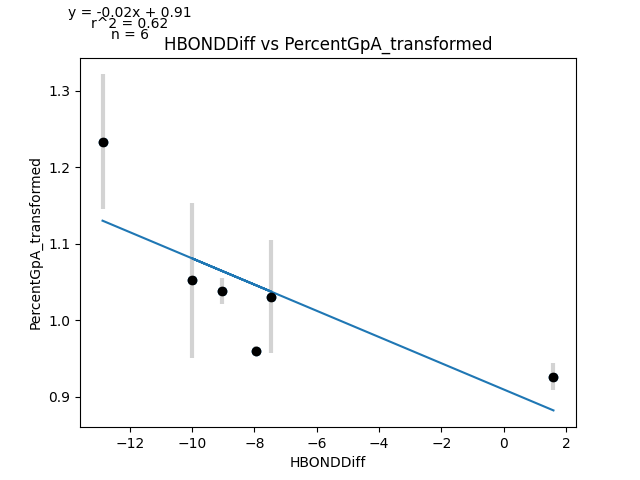 y = -0.02x + 0.91
r^2 = 0.62
n = 6
HBONDDiff vs PercentGpA_transformed
PercentGpA_transformed
1.3
1.2
1.1
1.0
0.9
−12
−10
−8
−6
−4
−2
0
2
HBONDDiff